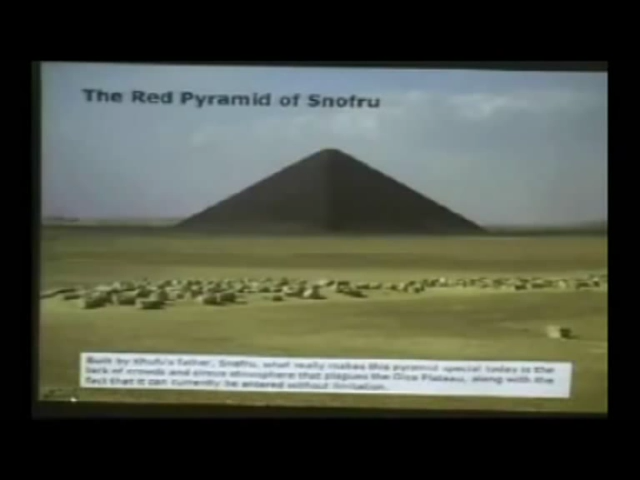 The Red Pyramid of Snofru
Built by Khufu's father, Snofru, what really makes this pyramid special today is the
lack of crowds and circus atmosphere that plagues the Giza Plateau, along with the
fact that it can currently be entered without limitation.